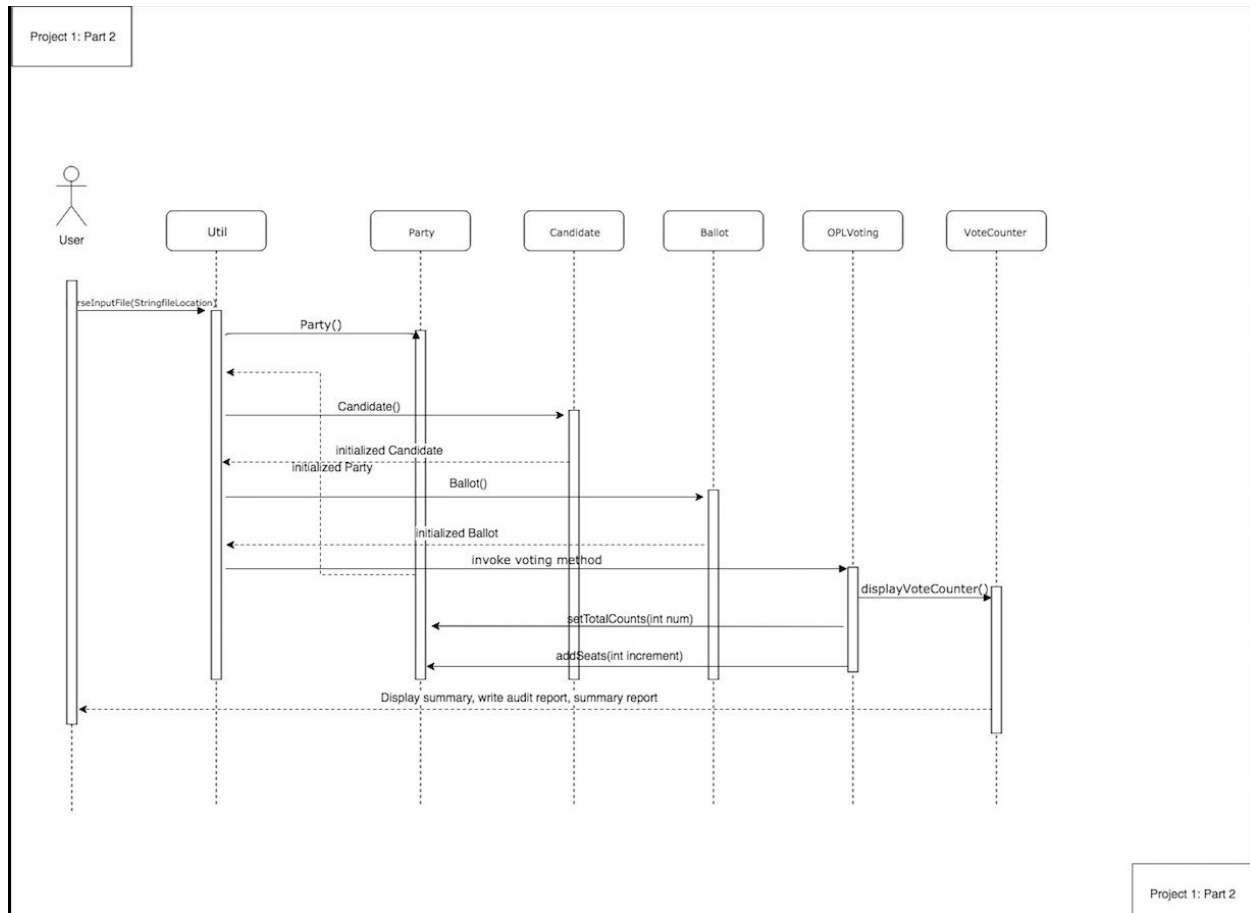 Project 1: Part 2
User
Util
Party
Candidate
Ballot
OPLVoting
VoteCounter
rseInputFile(StringfileLocation)
Party()
Candidate()
initialized Candidate
initialized Party
Ballot()
initialized Ballot
invoke voting method
displayVoteCounter()
setTotalCounts(int num)
addSeats(int increment)
Display summary, write audit report, summary report
Project 1: Part 2